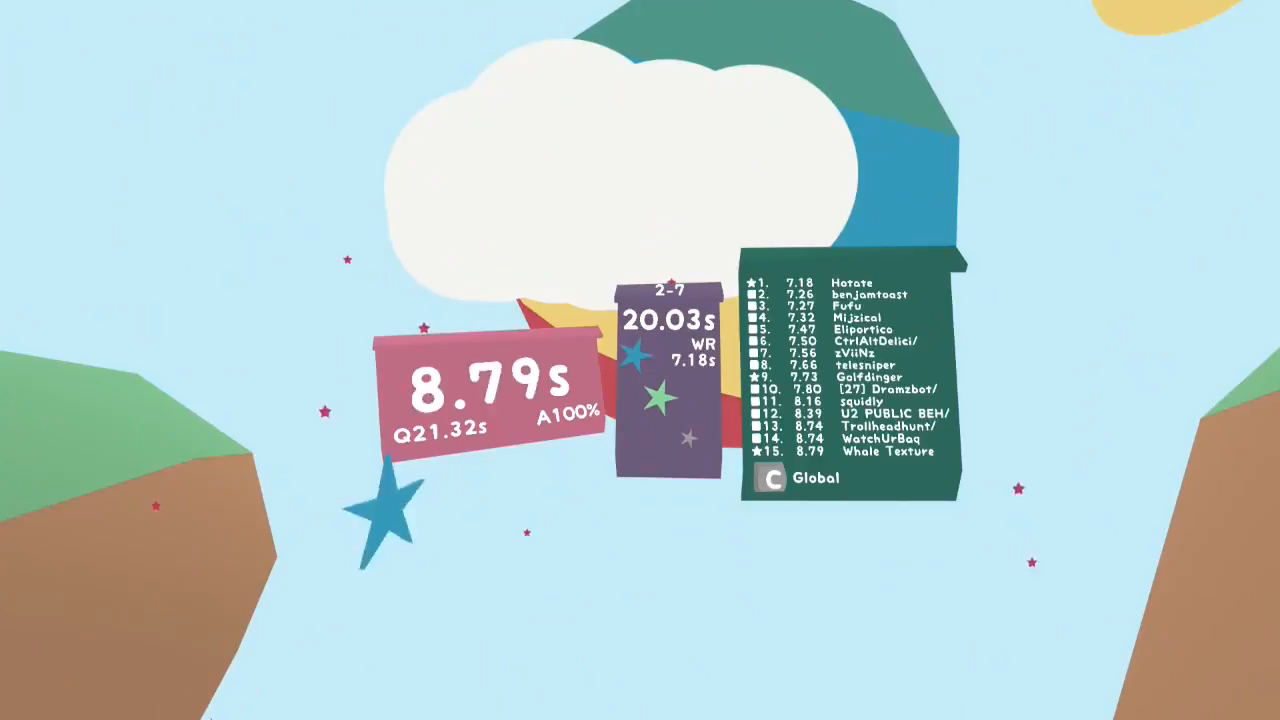 8.79s
Q21.32s
A100%
2-7
20.03s
WR
7.18s
1. 7.18 Hotate
2. 7.26 benjamtoast
3. 7.27 Fufu
4. 7.32 Mijzical
5. 7.47 Eliportico
6. 7.50 CtrlAltDelici/
7. 7.56 zViiNz
8. 7.66 telesniper
9. 7.73 Golfdinger
10. 7.80 [27] Dramzbot/
11. 8.16 squidly
12. 8.39 U2 PUBLIC BEH/
13. 8.74 Trollheadhunt/
14. 8.74 WatchUrBaq
15. 8.79 Whale Texture
C Global